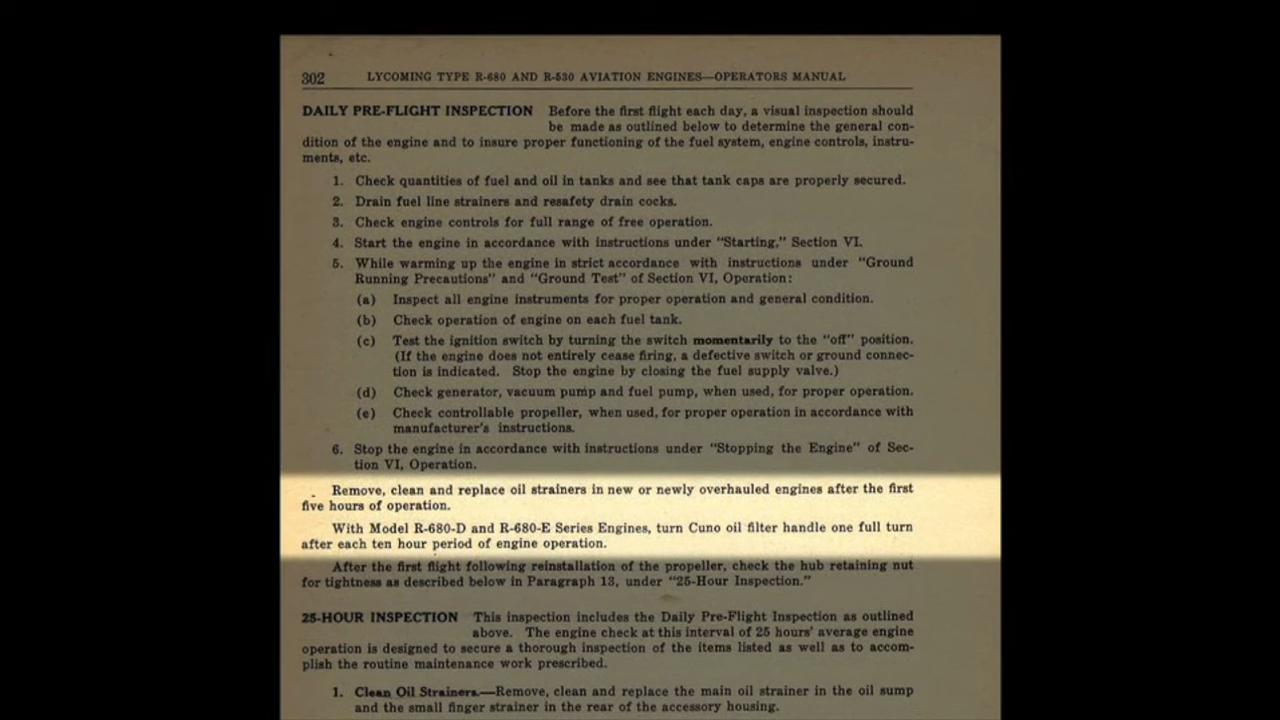 302 LYCOMING TYPE R-680 AND R-530 AVIATION ENGINES—OPERATORS MANUAL
DAILY PRE-FLIGHT INSPECTION Before the first flight each day, a visual inspection should
be made as outlined below to determine the general con-
dition of the engine and to insure proper functioning of the fuel system, engine controls, instru-
ments, etc.
1. Check quantities of fuel and oil in tanks and see that tank caps are properly secured.
2. Drain fuel line strainers and resafety drain cocks.
3. Check engine controls for full range of free operation.
4. Start the engine in accordance with instructions under "Starting," Section VI.
5. While warming up the engine in strict accordance with instructions under "Ground
Running Precautions" and "Ground Test" of Section VI, Operation:
(a) Inspect all engine instruments for proper operation and general condition.
(b) Check operation of engine on each fuel tank.
(c) Test the ignition switch by turning the switch momentarily to the "off" position.
(If the engine does not entirely cease firing, a defective switch or ground connec-
tion is indicated. Stop the engine by closing the fuel supply valve.)
(d) Check generator, vacuum pump and fuel pump, when used, for proper operation.
(e) Check controllable propeller, when used, for proper operation in accordance with
manufacturer's instructions.
6. Stop the engine in accordance with instructions under "Stopping the Engine" of Sec-
tion VI, Operation.
Remove, clean and replace oil strainers in new or newly overhauled engines after the first
five hours of operation.
With Model R-680-D and R-680-E Series Engines, turn Cuno oil filter handle one full turn
after each ten hour period of engine operation.
After the first flight following reinstallation of the propeller, check the hub retaining nut
for tightness as described below in Paragraph 13, under "25-Hour Inspection."
25-HOUR INSPECTION This inspection includes the Daily Pre-Flight Inspection as outlined
above. The engine check at this interval of 25 hours' average engine
operation is designed to secure a thorough inspection of the items listed as well as to accom-
plish the routine maintenance work prescribed.
1. Clean Oil Strainers.—Remove, clean and replace the main oil strainer in the oil sump
and the small finger strainer in the rear of the accessory housing.